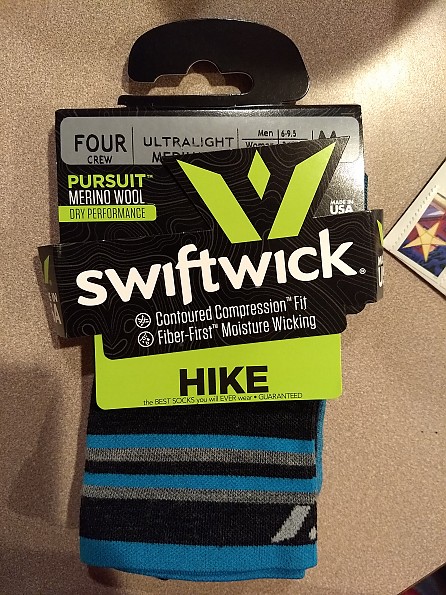 FOUR
CREW
ULTRALIGHT
Men 6-9.5
PURSUIT™
MERINO WOOL
DRY PERFORMANCE
MADE IN
USA
swiftwick®
Contoured Compression™ Fit
Fiber-First™ Moisture Wicking
HIKE
the BEST SOCKS you will EVER wear • GUARANTEED